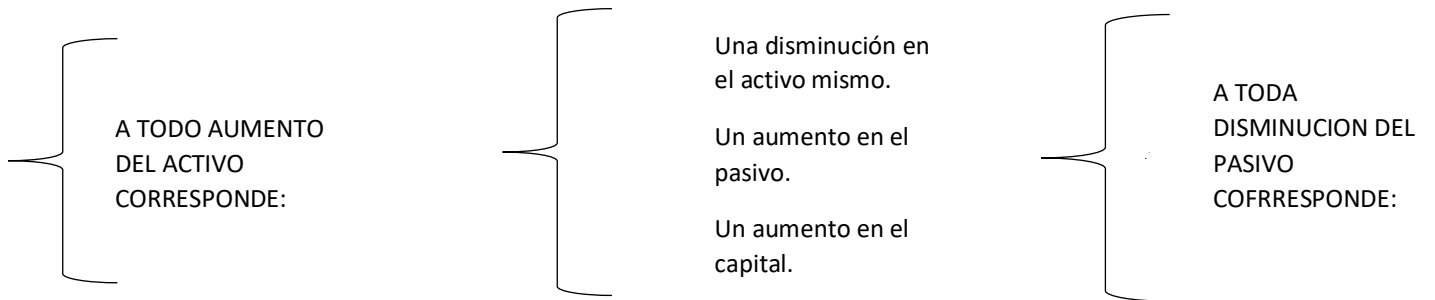 A TODO AUMENTO
DEL ACTIVO
CORRESPONDE:
Una disminución en
el activo mismo.
Un aumento en el
pasivo.
Un aumento en el
capital.
A TODA
DISMINUCION DEL
PASIVO
COFRRESPONDE: